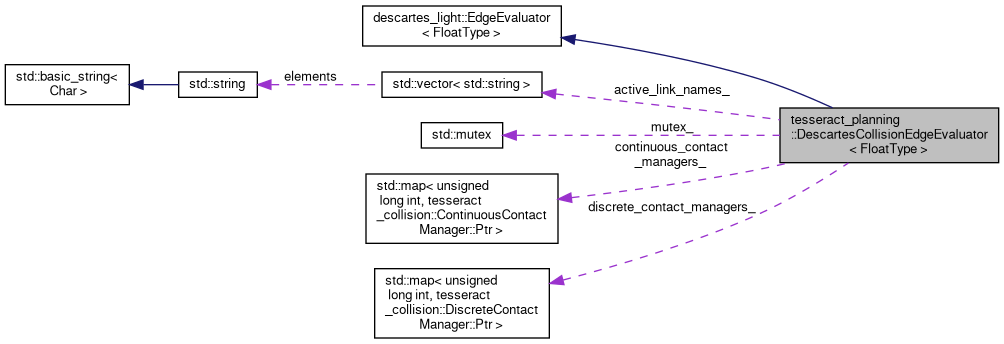 descartes_light::EdgeEvaluator
< FloatType >
std::basic_string<
Char >
std::string
elements
std::vector< std::string >
active_link_names_
tesseract_planning
::DescartesCollisionEdgeEvaluator
< FloatType >
std::mutex
mutex_
continuous_contact
_managers_
std::map< unsigned
long int, tesseract
_collision::ContinuousContact
Manager::Ptr >
discrete_contact_managers_
std::map< unsigned
long int, tesseract
_collision::DiscreteContact
Manager::Ptr >